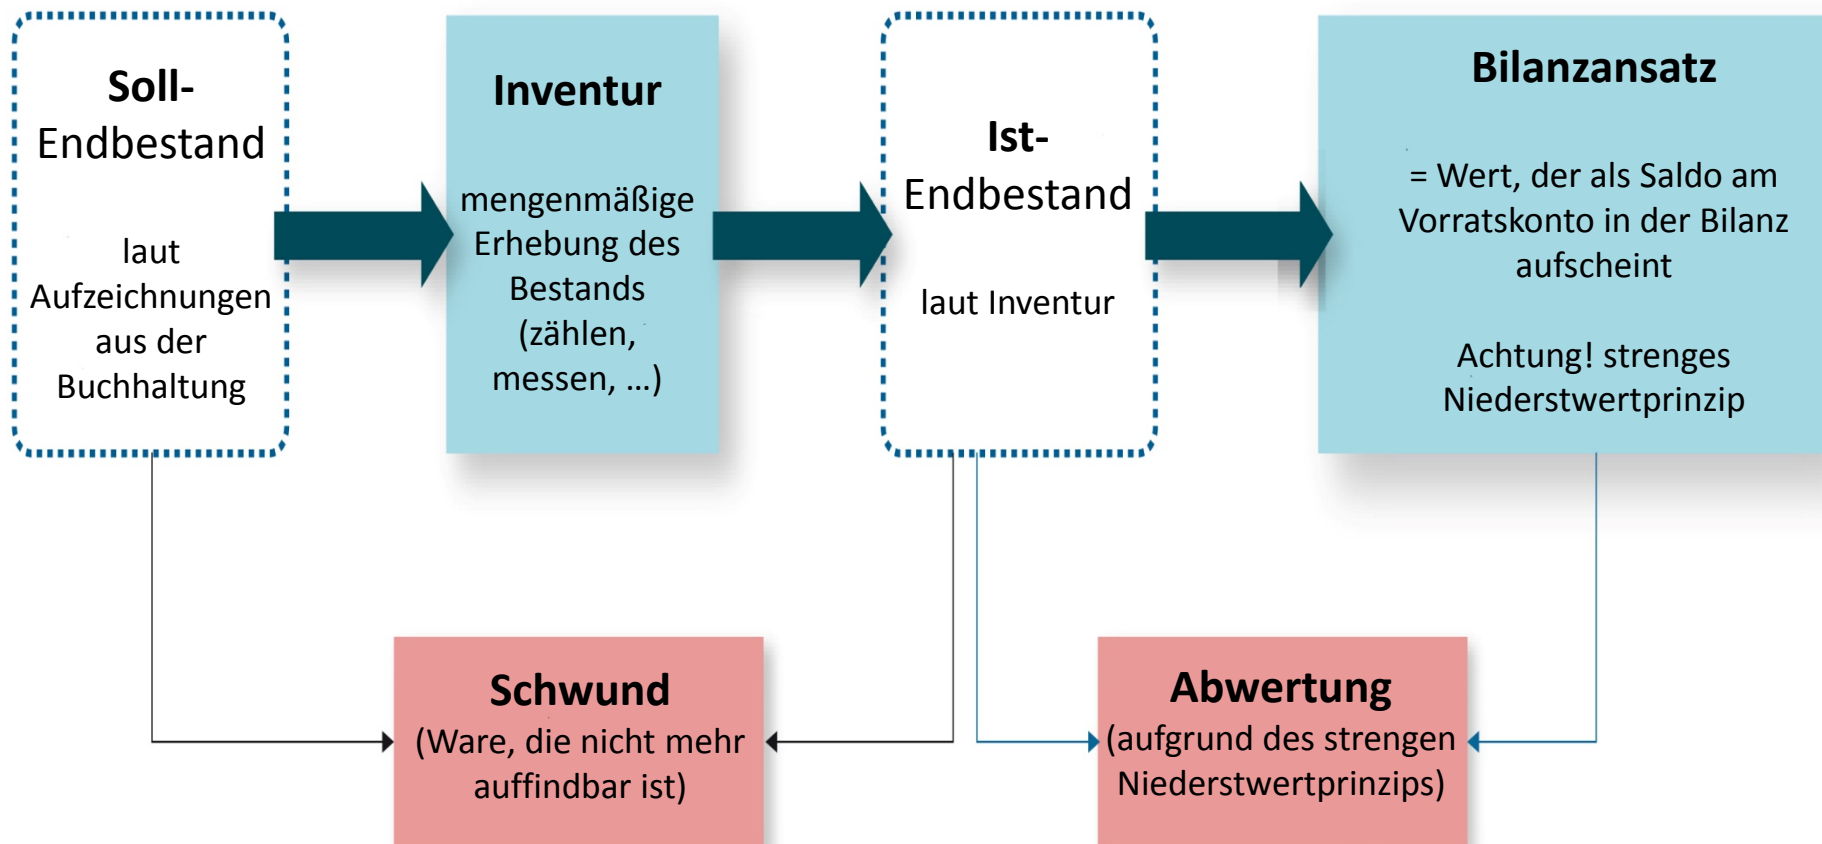 Soll-
Endbestand
laut
Aufzeichnungen
aus der
Buchhaltung
Inventur
mengenmäßige
Erhebung des
Bestands
(zählen,
messen, ...)
Ist-
Endbestand
laut Inventur
Bilanzansatz
= Wert, der als Saldo am
Vorratskonto in der Bilanz
aufscheint
Achtung! strenges
Niederstwertprinzip
Schwund
(Ware, die nicht mehr
auffindbar ist)
Abwertung
(aufgrund des strengen
Niederstwertprinzips)